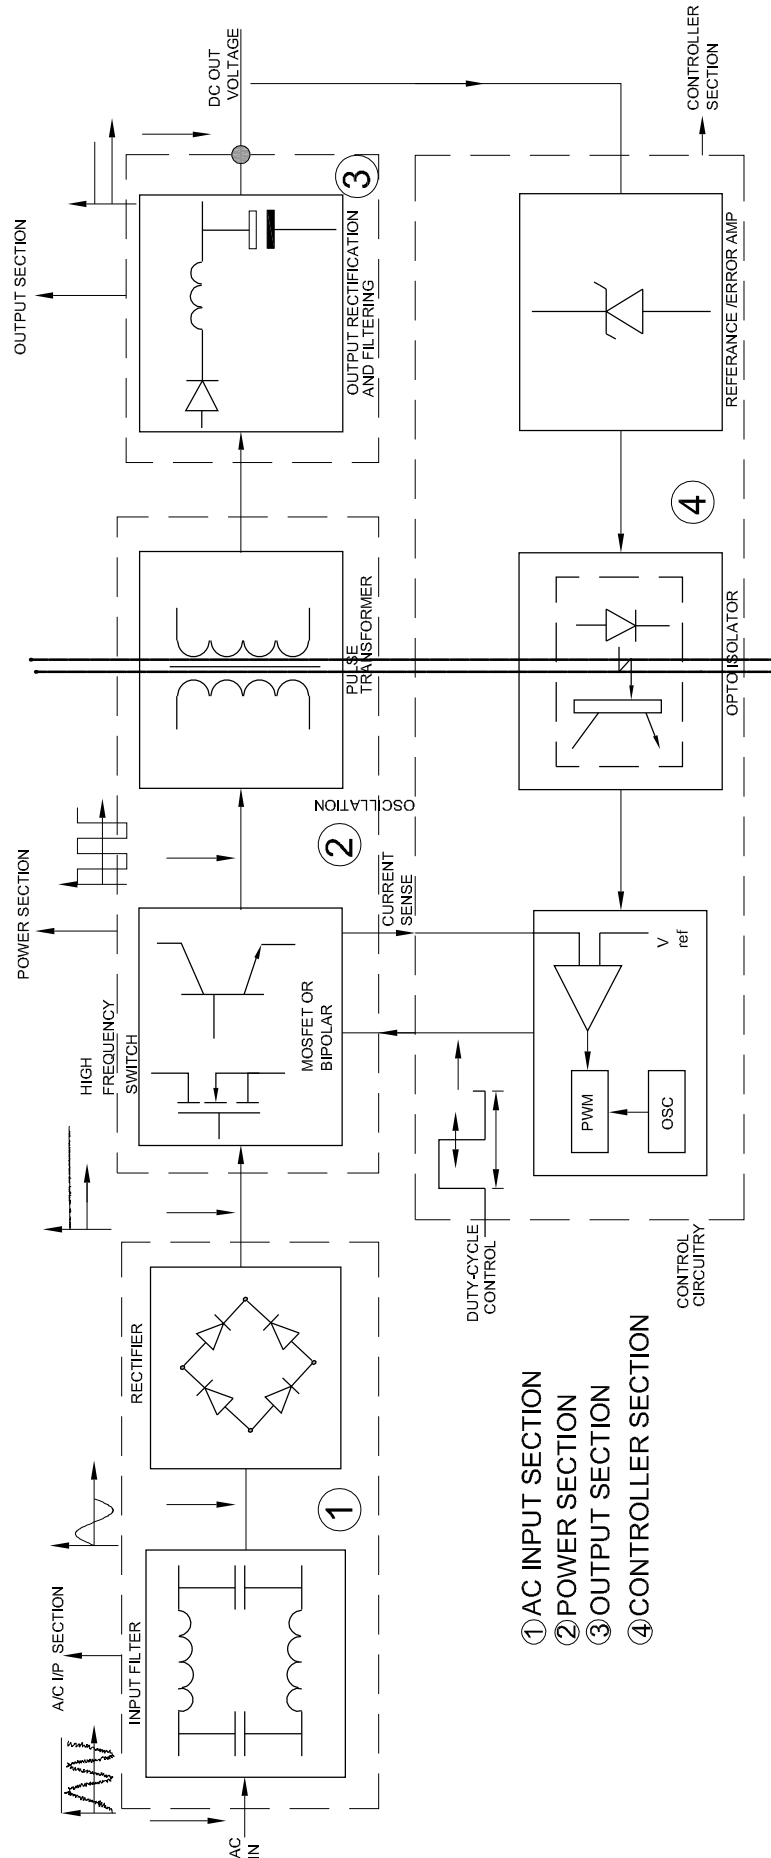 AC
IN
A/C I/P SECTION
INPUT FILTER
1
RECTIFIER
HIGH
FREQUENCY
SWITCH
POWER SECTION
MOSFET OR
BIPOLAR
2
OSCILLATION
PULSE
TRANSFORMER
OUTPUT SECTION
OUTPUT RECTIFICATION
AND FILTERING
3
DC OUT
VOLTAGE
CONTROLLER
SECTION
CURRENT
SENSE
DUTY-CYCLE
CONTROL
CONTROL
CIRCUITRY
PWM
OSC
V
ref
OPTO ISOLATOR
4
REFERANCE /ERROR AMP
1 AC INPUT SECTION
2 POWER SECTION
3 OUTPUT SECTION
4 CONTROLLER SECTION